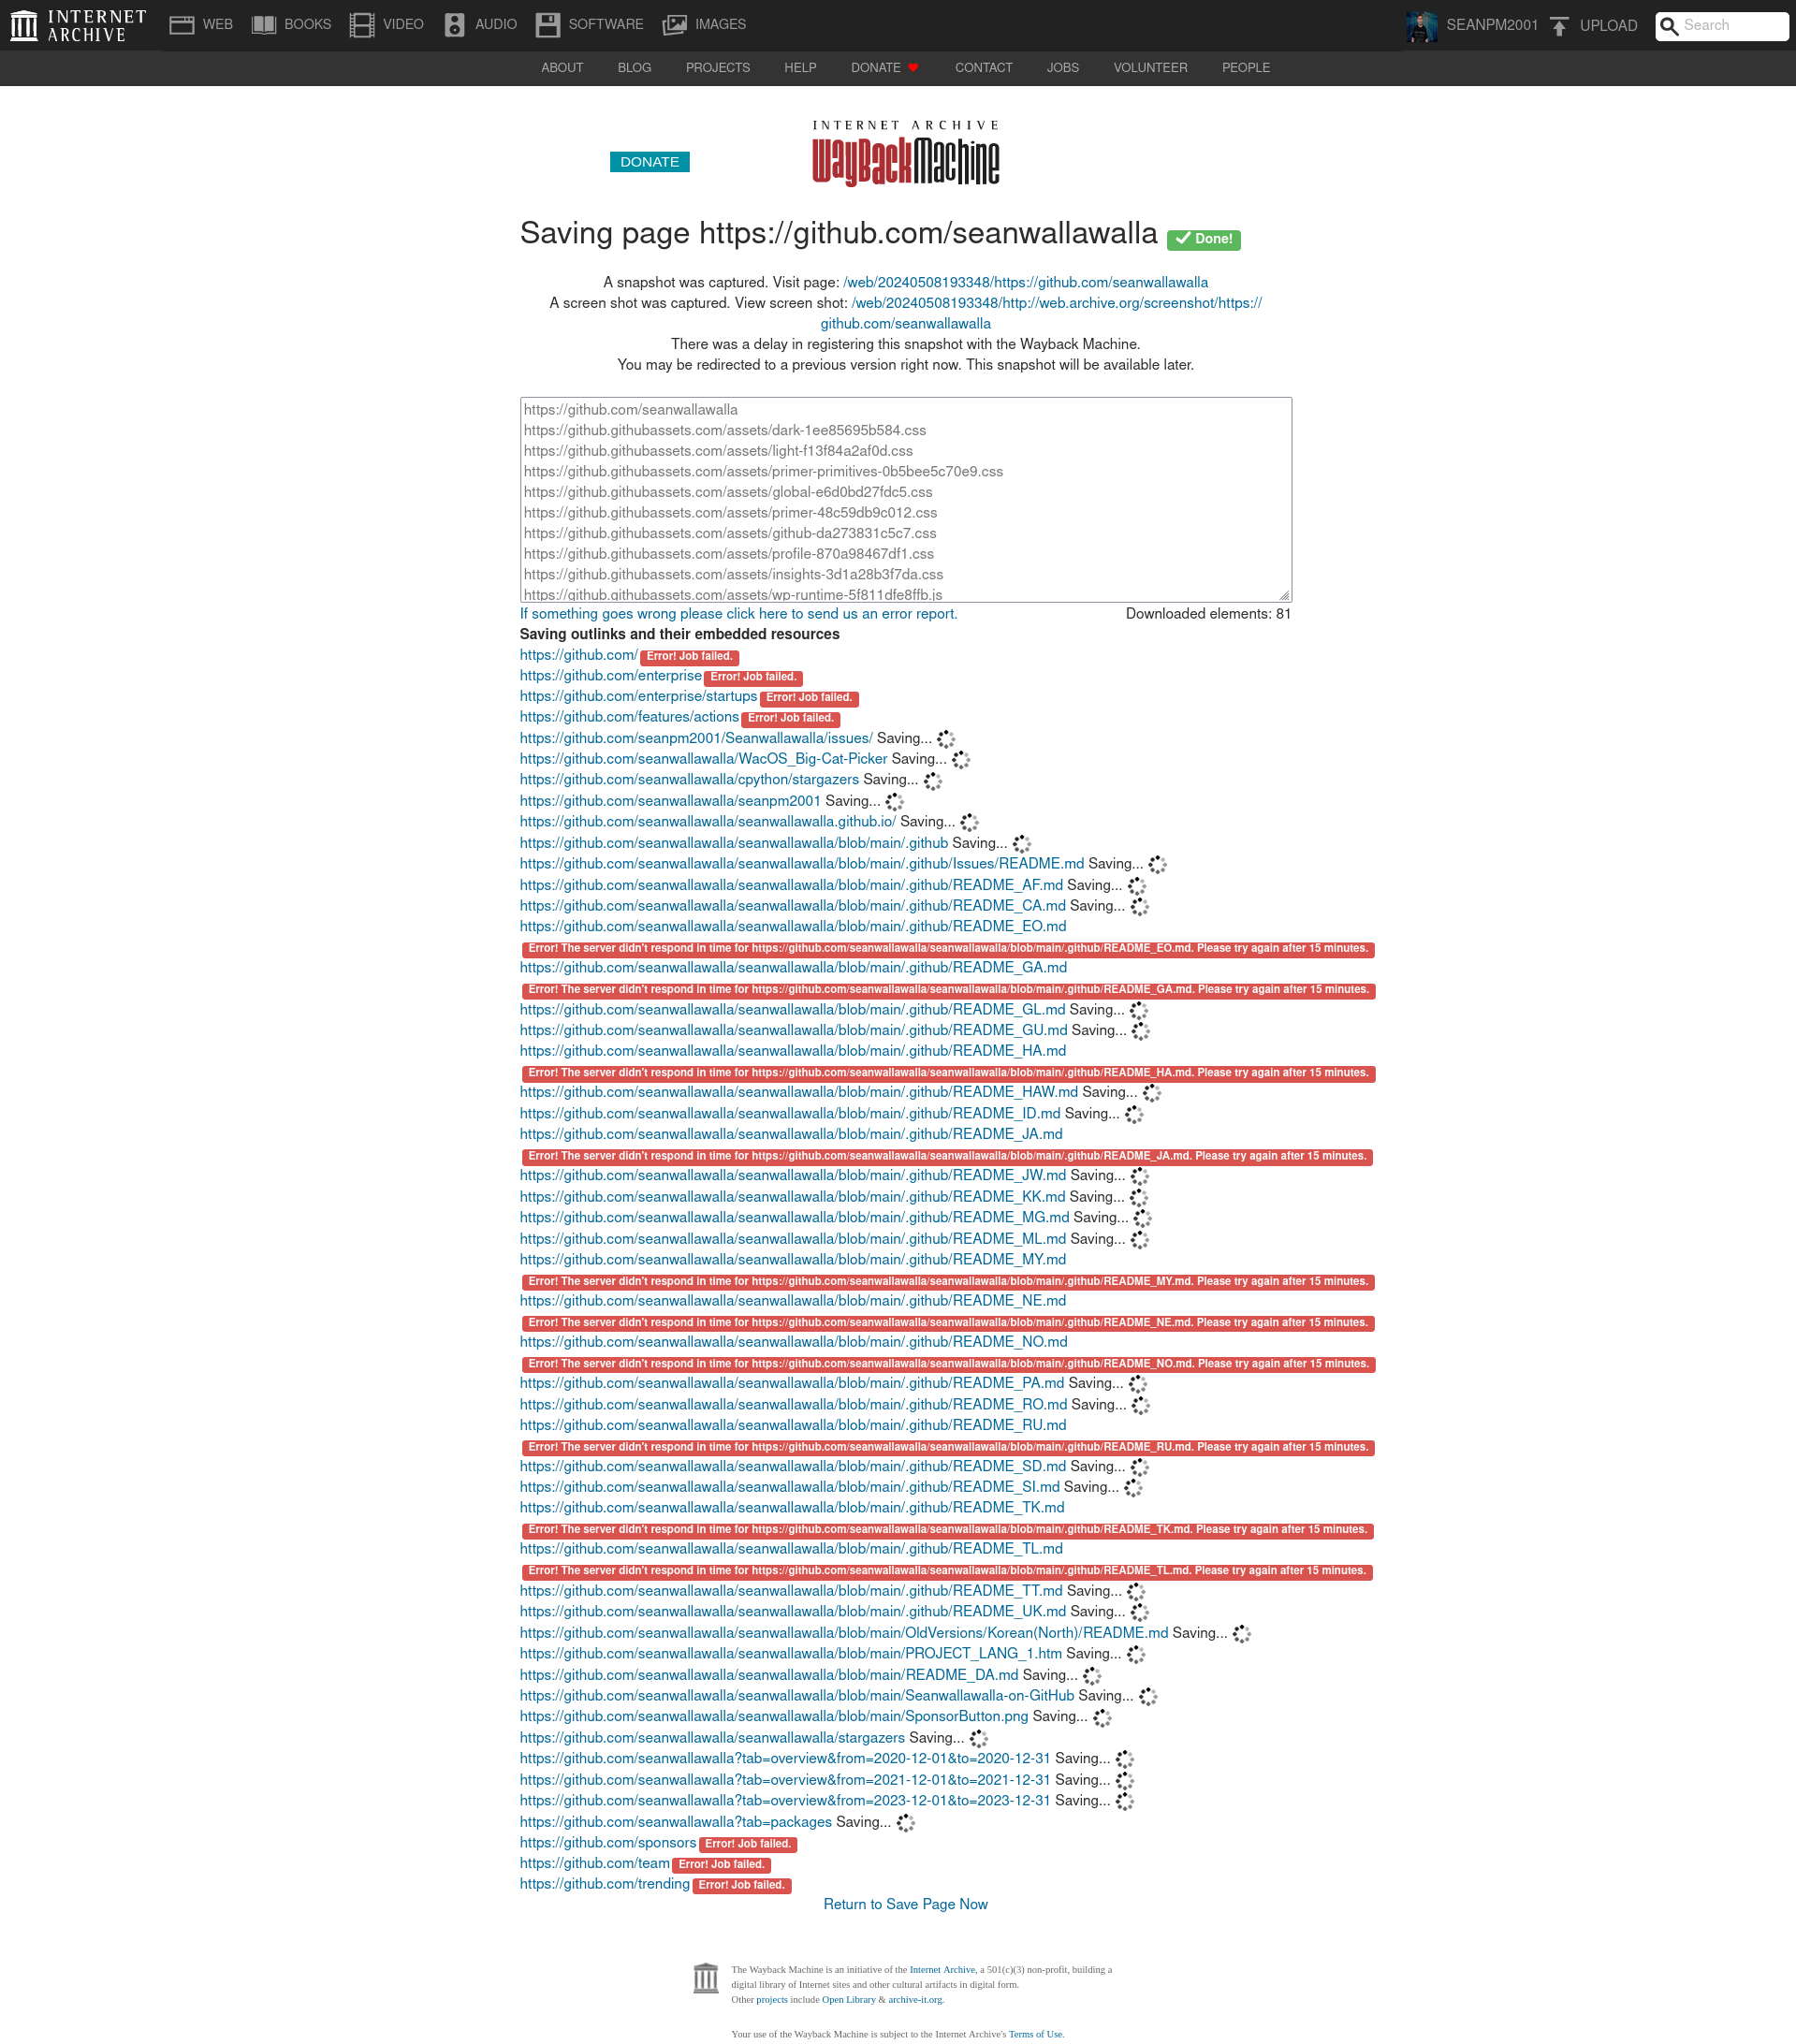 INTERNET ARCHIVE
WEB BOOKS VIDEO AUDIO SOFTWARE IMAGES SEANPM2001 UPLOAD Search
ABOUT BLOG PROJECTS HELP DONATE CONTACT JOBS VOLUNTEER PEOPLE
INTERNET ARCHIVE
DONATE WayBackMachine
Saving page https://github.com/seanwallawalla Done!
A snapshot was captured. Visit page: /web/20240508193348/https://github.com/seanwallawalla
A screen shot was captured. View screen shot: /web/20240508193348/http://web.archive.org/screenshot/https://
github.com/seanwallawalla
There was a delay in registering this snapshot with the Wayback Machine.
You may be redirected to a previous version right now. This snapshot will be available later.
https://github.com/seanwallawalla
https://github.githubassets.com/assets/dark-1ee85695b584.css
https://github.githubassets.com/assets/light-f13f84a2af0d.css
https://github.githubassets.com/assets/primer-primitives-0b5bee5c70e9.css
https://github.githubassets.com/assets/global-e6d0bd27fdc5.css
https://github.githubassets.com/assets/primer-48c59db9c012.css
https://github.githubassets.com/assets/github-da273831c5c7.css
https://github.githubassets.com/assets/profile-870a98467df1.css
https://github.githubassets.com/assets/insights-3d1a28b3f7da.css
https://github.githubassets.com/assets/wp-runtime-5f811dfe8ffb.js
If something goes wrong please click here to send us an error report. Downloaded elements: 81
Saving outlinks and their embedded resources
https://github.com/ Error! Job failed.
https://github.com/enterprise Error! Job failed.
https://github.com/enterprise/startups Error! Job failed.
https://github.com/features/actions Error! Job failed.
https://github.com/seanpm2001/Seanwallawalla/issues/ Saving...
https://github.com/seanwallawalla/WacOS_Big-Cat-Picker Saving...
https://github.com/seanwallawalla/cpython/stargazers Saving...
https://github.com/seanwallawalla/seanpm2001 Saving...
https://github.com/seanwallawalla/seanwallawalla.github.io/ Saving...
https://github.com/seanwallawalla/seanwallawalla/blob/main/.github Saving...
https://github.com/seanwallawalla/seanwallawalla/blob/main/.github/Issues/README.md Saving...
https://github.com/seanwallawalla/seanwallawalla/blob/main/.github/README_AF.md Saving...
https://github.com/seanwallawalla/seanwallawalla/blob/main/.github/README_CA.md Saving...
https://github.com/seanwallawalla/seanwallawalla/blob/main/.github/README_EO.md
Error! The server didn't respond in time for https://github.com/seanwallawalla/seanwallawalla/blob/main/.github/README_EO.md. Please try again after 15 minutes.
https://github.com/seanwallawalla/seanwallawalla/blob/main/.github/README_GA.md
Error! The server didn't respond in time for https://github.com/seanwallawalla/seanwallawalla/blob/main/.github/README_GA.md. Please try again after 15 minutes.
https://github.com/seanwallawalla/seanwallawalla/blob/main/.github/README_GL.md Saving...
https://github.com/seanwallawalla/seanwallawalla/blob/main/.github/README_GU.md Saving...
https://github.com/seanwallawalla/seanwallawalla/blob/main/.github/README_HA.md
Error! The server didn't respond in time for https://github.com/seanwallawalla/seanwallawalla/blob/main/.github/README_HA.md. Please try again after 15 minutes.
https://github.com/seanwallawalla/seanwallawalla/blob/main/.github/README_HAW.md Saving...
https://github.com/seanwallawalla/seanwallawalla/blob/main/.github/README_ID.md Saving...
https://github.com/seanwallawalla/seanwallawalla/blob/main/.github/README_JA.md
Error! The server didn't respond in time for https://github.com/seanwallawalla/seanwallawalla/blob/main/.github/README_JA.md. Please try again after 15 minutes.
https://github.com/seanwallawalla/seanwallawalla/blob/main/.github/README_JW.md Saving...
https://github.com/seanwallawalla/seanwallawalla/blob/main/.github/README_KK.md Saving...
https://github.com/seanwallawalla/seanwallawalla/blob/main/.github/README_MG.md Saving...
https://github.com/seanwallawalla/seanwallawalla/blob/main/.github/README_ML.md Saving...
https://github.com/seanwallawalla/seanwallawalla/blob/main/.github/README_MY.md
Error! The server didn't respond in time for https://github.com/seanwallawalla/seanwallawalla/blob/main/.github/README_MY.md. Please try again after 15 minutes.
https://github.com/seanwallawalla/seanwallawalla/blob/main/.github/README_NE.md
Error! The server didn't respond in time for https://github.com/seanwallawalla/seanwallawalla/blob/main/.github/README_NE.md. Please try again after 15 minutes.
https://github.com/seanwallawalla/seanwallawalla/blob/main/.github/README_NO.md
Error! The server didn't respond in time for https://github.com/seanwallawalla/seanwallawalla/blob/main/.github/README_NO.md. Please try again after 15 minutes.
https://github.com/seanwallawalla/seanwallawalla/blob/main/.github/README_PA.md Saving...
https://github.com/seanwallawalla/seanwallawalla/blob/main/.github/README_RO.md Saving...
https://github.com/seanwallawalla/seanwallawalla/blob/main/.github/README_RU.md
Error! The server didn't respond in time for https://github.com/seanwallawalla/seanwallawalla/blob/main/.github/README_RU.md. Please try again after 15 minutes.
https://github.com/seanwallawalla/seanwallawalla/blob/main/.github/README_SD.md Saving...
https://github.com/seanwallawalla/seanwallawalla/blob/main/.github/README_SI.md Saving...
https://github.com/seanwallawalla/seanwallawalla/blob/main/.github/README_TK.md
Error! The server didn't respond in time for https://github.com/seanwallawalla/seanwallawalla/blob/main/.github/README_TK.md. Please try again after 15 minutes.
https://github.com/seanwallawalla/seanwallawalla/blob/main/.github/README_TL.md
Error! The server didn't respond in time for https://github.com/seanwallawalla/seanwallawalla/blob/main/.github/README_TL.md. Please try again after 15 minutes.
https://github.com/seanwallawalla/seanwallawalla/blob/main/.github/README_TT.md Saving...
https://github.com/seanwallawalla/seanwallawalla/blob/main/.github/README_UK.md Saving...
https://github.com/seanwallawalla/seanwallawalla/blob/main/OldVersions/Korean(North)/README.md Saving...
https://github.com/seanwallawalla/seanwallawalla/blob/main/PROJECT_LANG_1.htm Saving...
https://github.com/seanwallawalla/seanwallawalla/blob/main/README_DA.md Saving...
https://github.com/seanwallawalla/seanwallawalla/blob/main/Seanwallawalla-on-GitHub Saving...
https://github.com/seanwallawalla/seanwallawalla/blob/main/SponsorButton.png Saving...
https://github.com/seanwallawalla/seanwallawalla/stargazers Saving...
https://github.com/seanwallawalla?tab=overview&from=2020-12-01&to=2020-12-31 Saving...
https://github.com/seanwallawalla?tab=overview&from=2021-12-01&to=2021-12-31 Saving...
https://github.com/seanwallawalla?tab=overview&from=2023-12-01&to=2023-12-31 Saving...
https://github.com/seanwallawalla?tab=packages Saving...
https://github.com/sponsors Error! Job failed.
https://github.com/team Error! Job failed.
https://github.com/trending Error! Job failed.
Return to Save Page Now
The Wayback Machine is an initiative of the Internet Archive, a 501(c)(3) non-profit, building a
digital library of Internet sites and other cultural artifacts in digital form.
Other projects include Open Library & archive-it.org.
Your use of the Wayback Machine is subject to the Internet Archive's Terms of Use.